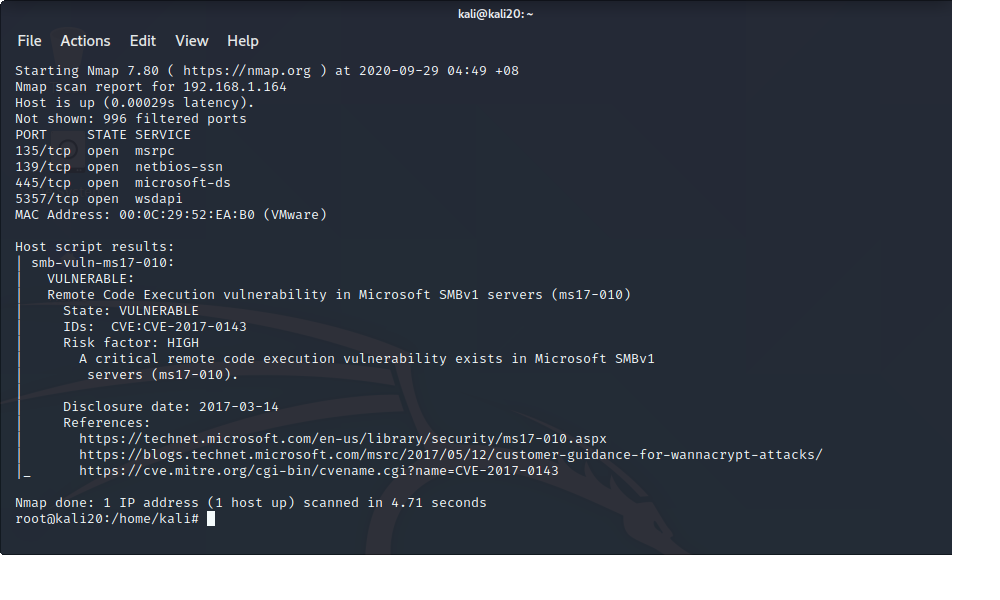 kali@kali20:~
File Actions Edit View Help
Starting Nmap 7.80 ( https://nmap.org ) at 2020-09-29 04:49 +08
Nmap scan report for 192.168.1.164
Host is up (0.00029s latency).
Not shown: 996 filtered ports
PORT     STATE SERVICE
135/tcp  open  msrpc
139/tcp  open  netbios-ssn
445/tcp  open  microsoft-ds
5357/tcp open  wsdapi
MAC Address: 00:0C:29:52:EA:B0 (VMware)

Host script results:
| smb-vuln-ms17-010:
|   VULNERABLE:
|   Remote Code Execution vulnerability in Microsoft SMBv1 servers (ms17-010)
|     State: VULNERABLE
|     IDs:  CVE:CVE-2017-0143
|     Risk factor: HIGH
|       A critical remote code execution vulnerability exists in Microsoft SMBv1
|        servers (ms17-010).
|
|     Disclosure date: 2017-03-14
|     References:
|       https://technet.microsoft.com/en-us/library/security/ms17-010.aspx
|       https://blogs.technet.microsoft.com/msrc/2017/05/12/customer-guidance-for-wannacrypt-attacks/
|_      https://cve.mitre.org/cgi-bin/cvename.cgi?name=CVE-2017-0143

Nmap done: 1 IP address (1 host up) scanned in 4.71 seconds
root@kali20:/home/kali#